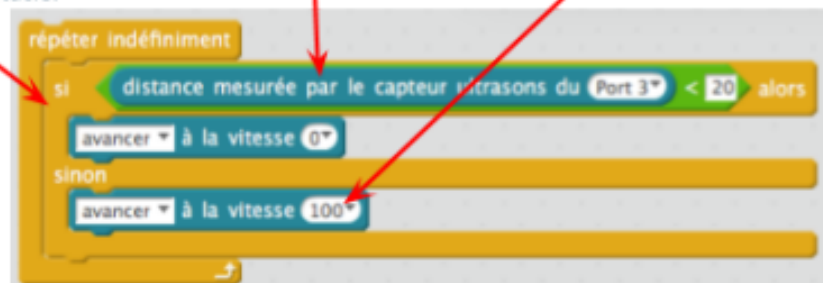 répéter indéfiniment
si distance mesurée par le capteur ultrasons du Port 3 < 20 alors
avancer à la vitesse 0
sinon
avancer à la vitesse 100